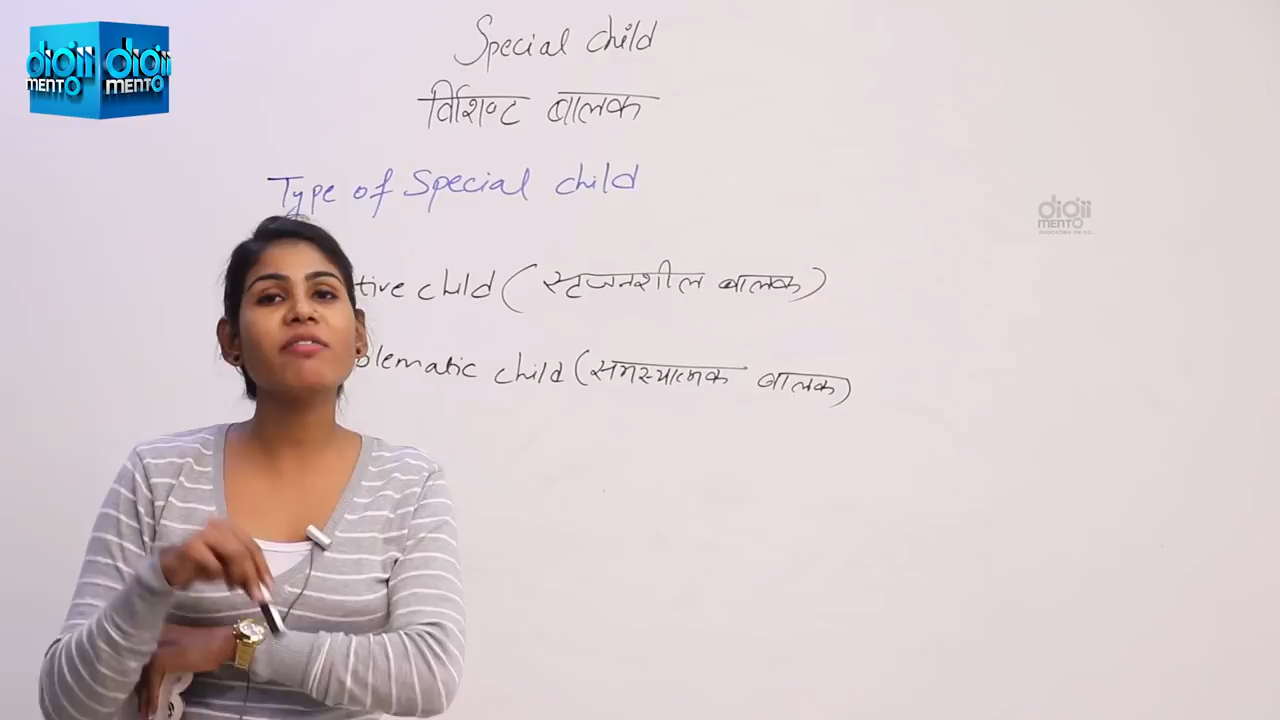 digii MENTO digii MENTO
Special child
विशिष्ट बालक
Type of Special child
digii MENTO
tive child (सृजनशील बालक)
blematic child (समस्यात्मक बालक)